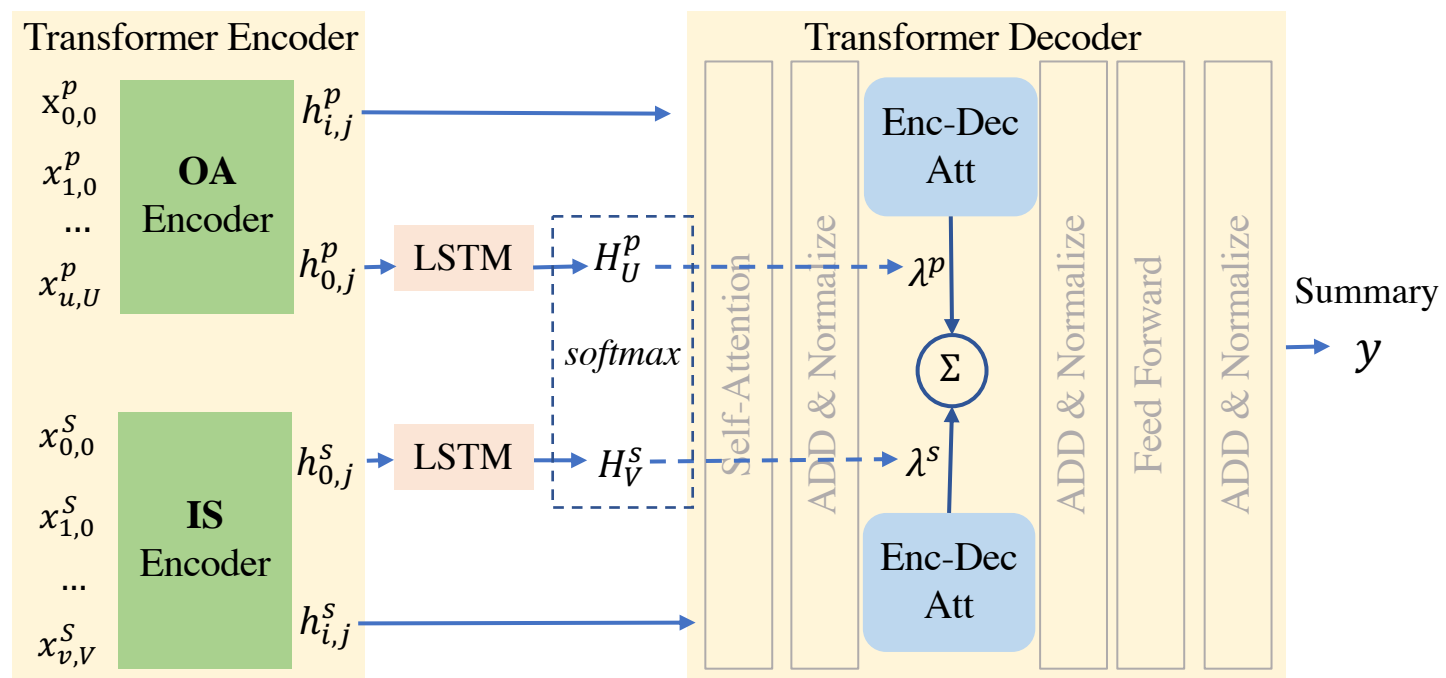 Transformer Encoder
x^p_{0,0}
x^p_{1,0}
...
x^p_{u,U}
OA
Encoder
h^p_{i,j}
h^p_{0,j}
x^s_{0,0}
x^s_{1,0}
...
x^s_{v,V}
IS
Encoder
h^s_{0,j}
h^s_{i,j}
LSTM
LSTM
H^p_U
softmax
H^s_V
Transformer Decoder
Self-Attention
ADD & Normalize
Enc-Dec
Att
λ^p
Σ
λ^s
Enc-Dec
Att
ADD & Normalize
Feed Forward
ADD & Normalize
Summary
y